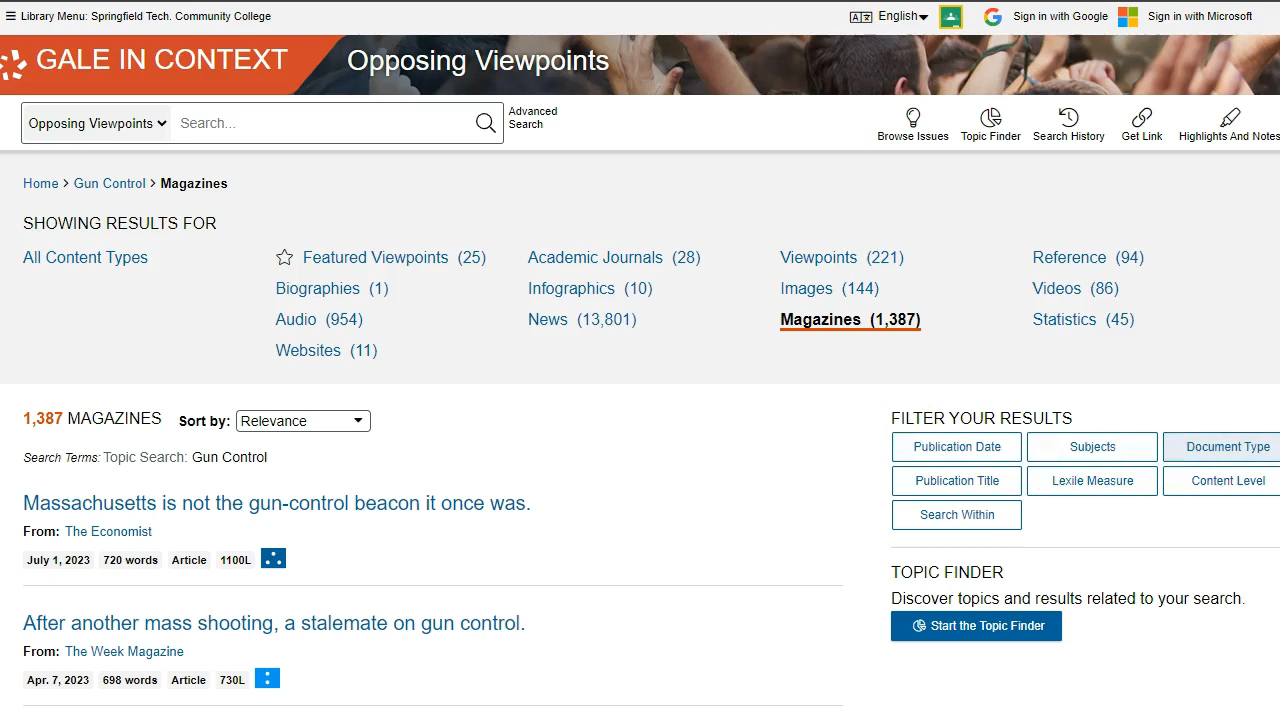 ☰ Library Menu: Springfield Tech. Community College
English
Sign in with Google
Sign in with Microsoft
GALE IN CONTEXT
Opposing Viewpoints
Opposing Viewpoints
Search...
Advanced
Search
Browse Issues
Topic Finder
Search History
Get Link
Highlights And Notes
Home > Gun Control > Magazines
SHOWING RESULTS FOR
All Content Types
Featured Viewpoints (25)
Academic Journals (28)
Viewpoints (221)
Reference (94)
Biographies (1)
Infographics (10)
Images (144)
Videos (86)
Audio (954)
News (13,801)
Magazines (1,387)
Statistics (45)
Websites (11)
1,387 MAGAZINES
Sort by: Relevance
Search Terms: Topic Search: Gun Control
Massachusetts is not the gun-control beacon it once was.
From: The Economist
July 1, 2023 720 words Article 1100L
After another mass shooting, a stalemate on gun control.
From: The Week Magazine
Apr. 7, 2023 698 words Article 730L
FILTER YOUR RESULTS
Publication Date
Subjects
Document Type
Publication Title
Lexile Measure
Content Level
Search Within
TOPIC FINDER
Discover topics and results related to your search.
Start the Topic Finder